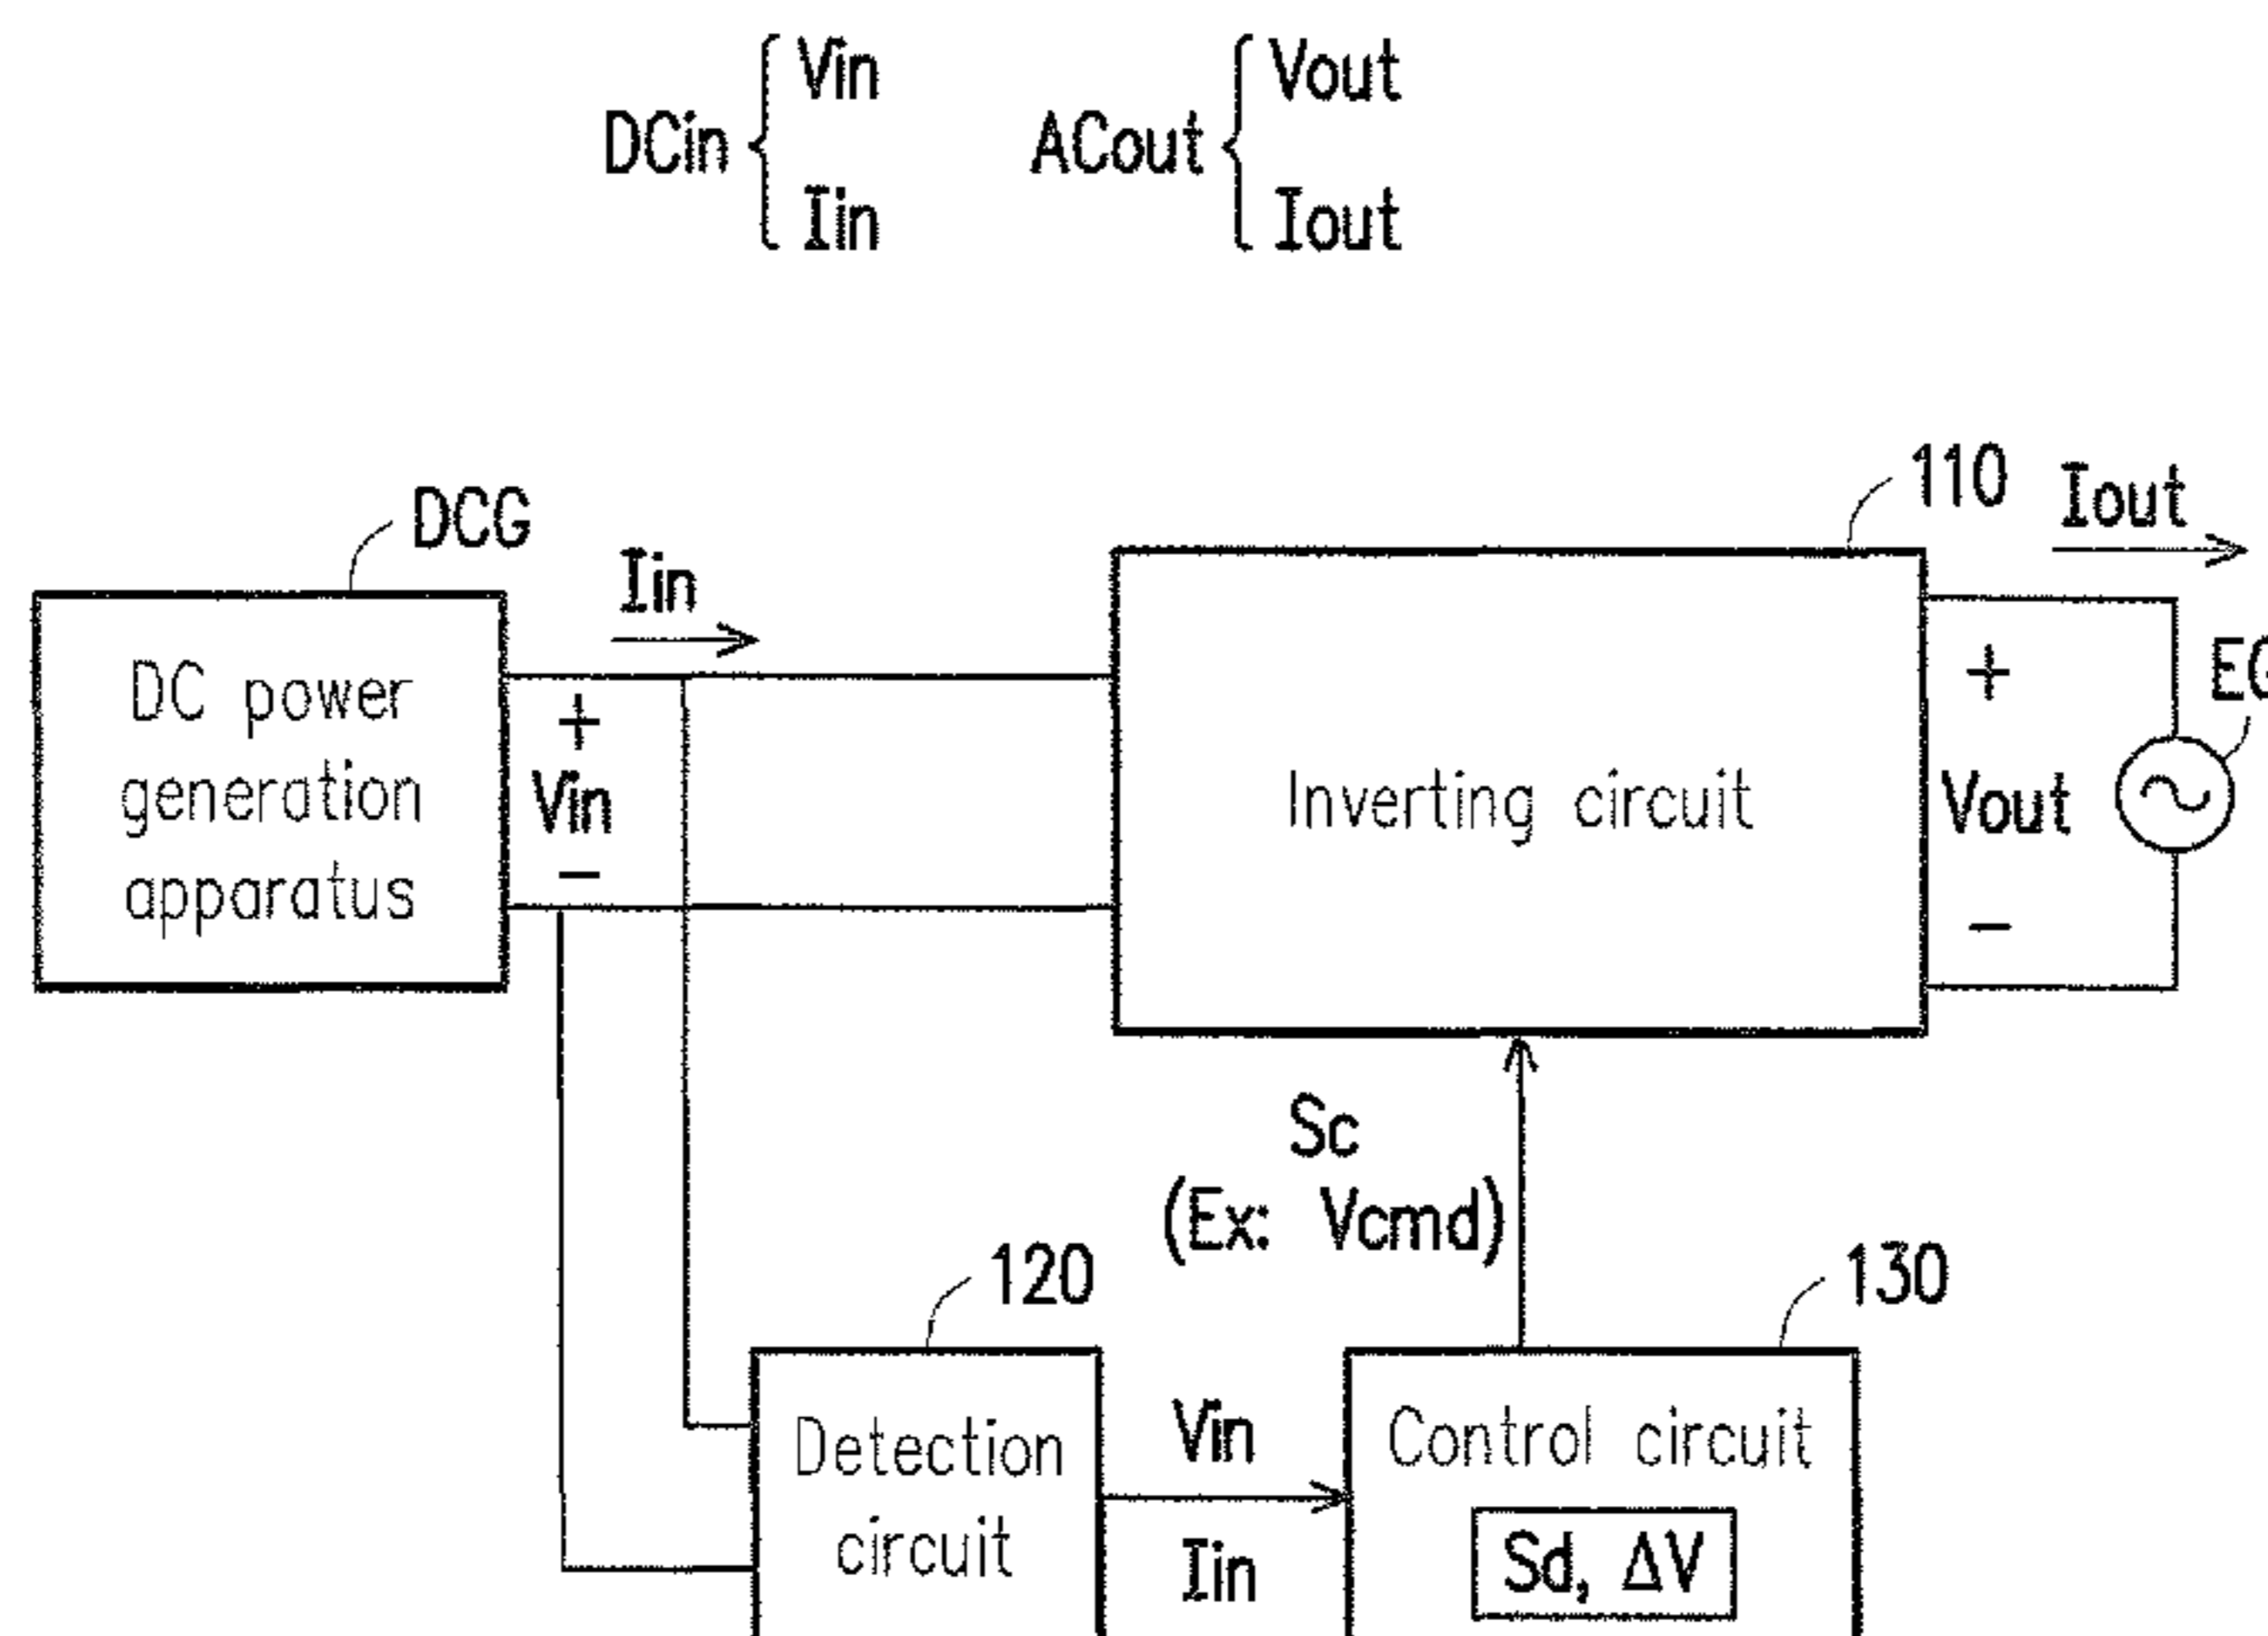 Vin
Vout
DCin
ACout
Iin
Iout
110
Iout
DCG
Iin
DC power
generation
apparatus
+
Vin
−
Inverting circuit
+
Vout
−
Sc
(Ex: Vcmd)
120
130
Detection
circuit
Vin
Iin
Control circuit
Sd, ΔV